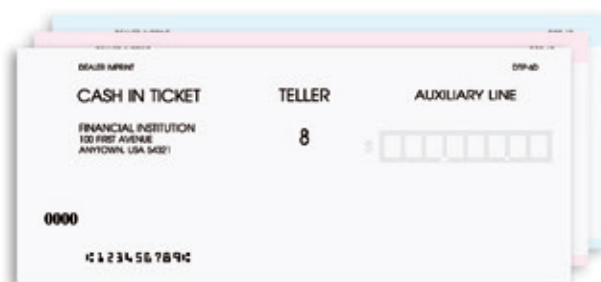 DEALER IMPRINT DTP-6D
CASH IN TICKET TELLER AUXILIARY LINE
FINANCIAL INSTITUTION
100 FIRST AVENUE
ANYTOWN, USA 54321
8
$
0000
⑆123456789⑆